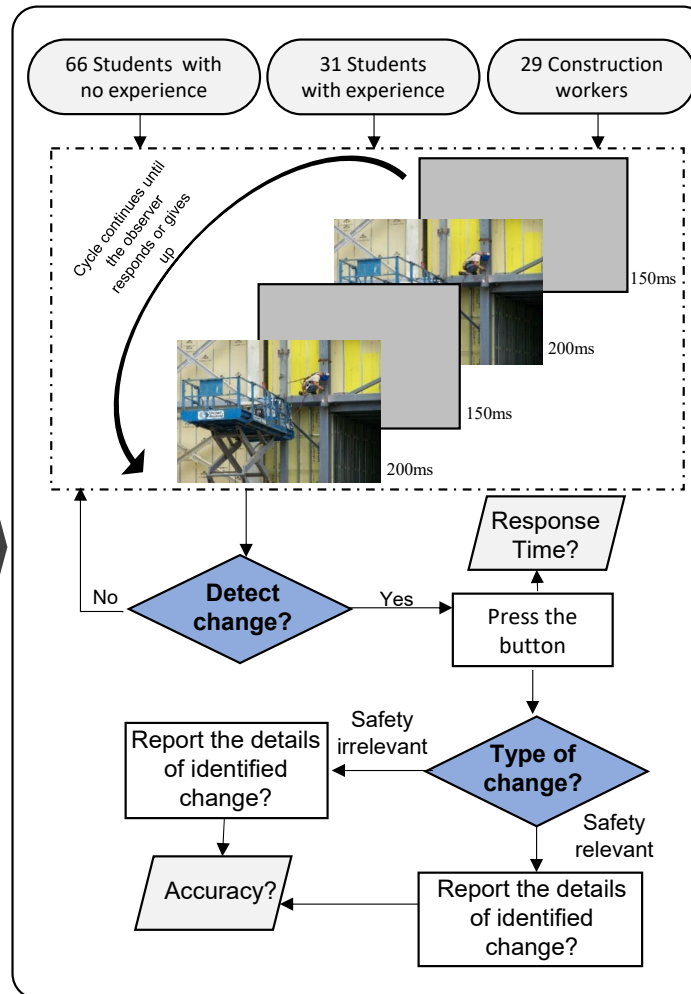 66 Students with
no experience
31 Students
with experience
29 Construction
workers
Cycle continues until
the observer
responds or gives
up
150ms
200ms
150ms
200ms
Response
Time?
Detect
change?
No
Yes
Press the
button
Safety
irrelevant
Type of
change?
Report the details
of identified
change?
Safety
relevant
Accuracy?
Report the details
of identified
change?